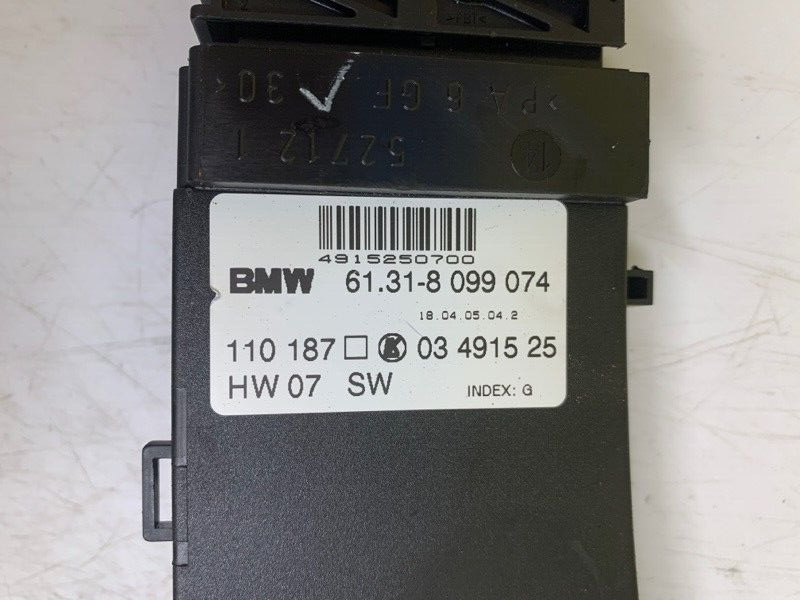 >PA 6 GF 30<
52712 1
14
4915250700
BMW 61.31-8 099 074
18.04.05.04.2
110 187 □ K 03 4915 25
HW 07 SW
INDEX: G